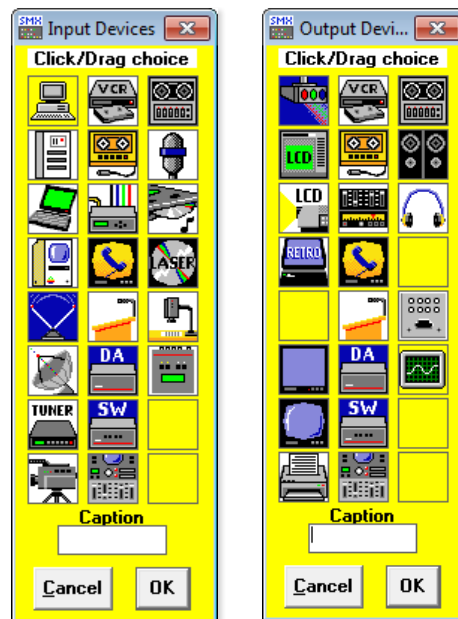 SMX Input Devices
Click/Drag choice
VCR
LASER
DA
TUNER
SW
Caption
Cancel
OK
SMX Output Devi...
Click/Drag choice
VCR
LCD
LCD
RETRO
DA
SW
Caption
Cancel
OK